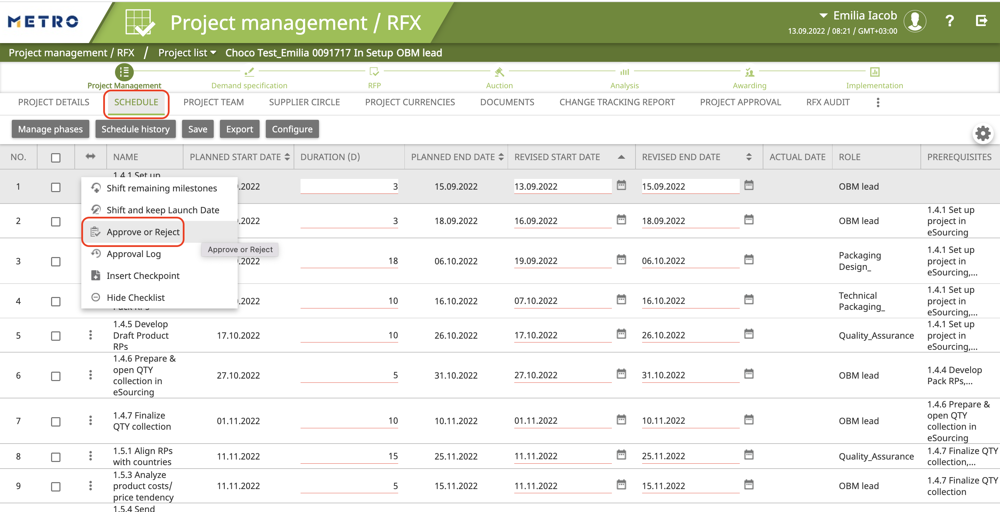 METRO
Project management / RFX
Emilia Iacob
13.09.2022 / 08:21 / GMT+03:00
?
Project management / RFX / Project list Choco Test_Emilia 0091717 In Setup OBM lead
Project Management Demand specification RFP Auction Analysis Awarding Implementation
PROJECT DETAILS SCHEDULE PROJECT TEAM SUPPLIER CIRCLE PROJECT CURRENCIES DOCUMENTS CHANGE TRACKING REPORT PROJECT APPROVAL RFX AUDIT
Manage phases Schedule history Save Export Configure
NO. NAME PLANNED START DATE DURATION (D) PLANNED END DATE REVISED START DATE REVISED END DATE ACTUAL DATE ROLE PREREQUISITES
1.4.1 Set up
1 .2022 3 15.09.2022 13.09.2022 15.09.2022 OBM lead
Shift remaining milestones
Shift and keep Launch Date
Approve or Reject
Approval Log
Insert Checkpoint
Hide Checklist
Approve or Reject
2 .2022 3 18.09.2022 16.09.2022 18.09.2022 OBM lead
1.4.1 Set up
project in
eSourcing
3 .2022 18 06.10.2022 19.09.2022 06.10.2022
Packaging
Design_
1.4.1 Set up
project in
eSourcing,...
4 .2022 10 16.10.2022 07.10.2022 16.10.2022
Pack RPs
Technical
Packaging_
1.4.1 Set up
project in
eSourcing,...
5
1.4.5 Develop
Draft Product
RPs
17.10.2022 10 26.10.2022 17.10.2022 26.10.2022 Quality_Assurance
1.4.1 Set up
project in
eSourcing,...
6
1.4.6 Prepare &
open QTY
collection in
eSourcing
27.10.2022 5 31.10.2022 27.10.2022 31.10.2022 OBM lead
1.4.4 Develop
Pack RPs,...
7
1.4.7 Finalize
QTY collection
01.11.2022 10 10.11.2022 01.11.2022 10.11.2022 OBM lead
1.4.6 Prepare &
open QTY
collection in
eSourcing
8
1.5.1 Align RPs
with countries
11.11.2022 15 25.11.2022 11.11.2022 25.11.2022 Quality_Assurance
1.4.7 Finalize QTY
collection,...
9
1.5.3 Analyze
product costs/
price tendency
11.11.2022 5 15.11.2022 11.11.2022 15.11.2022 OBM lead
1.4.7 Finalize QTY
collection
1.5.4 Send